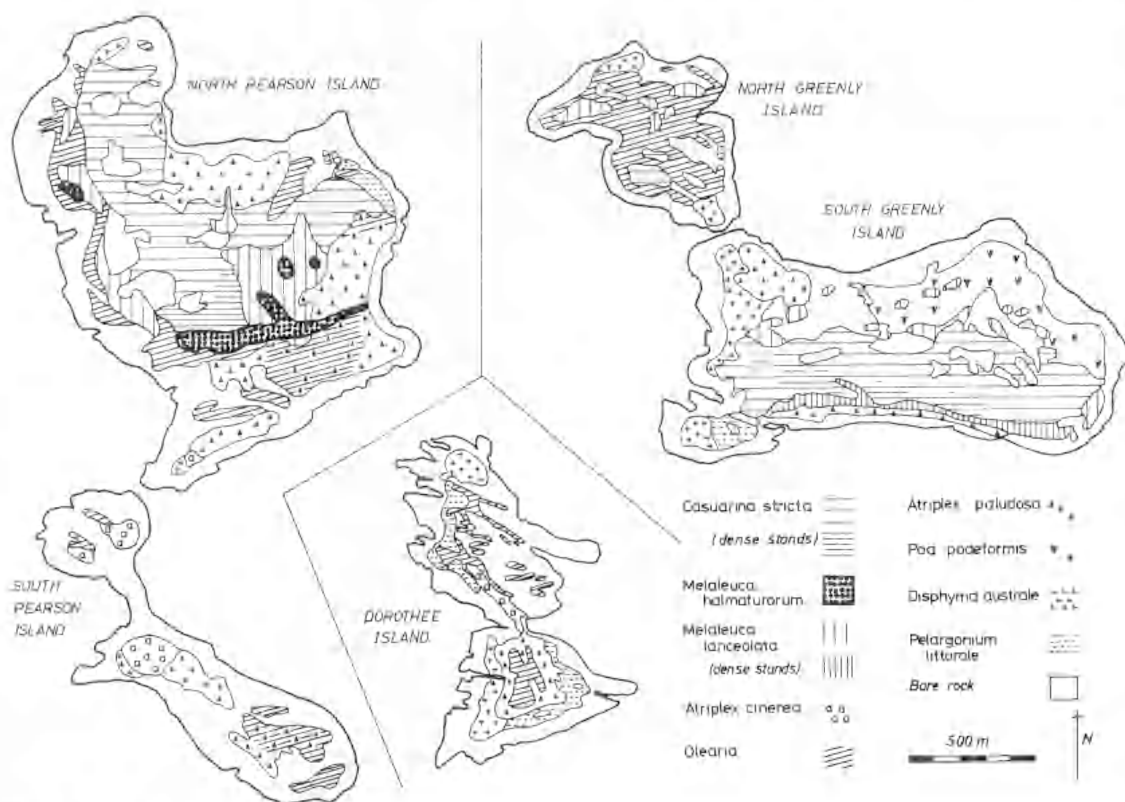 NORTH PEARSON ISLAND
NORTH GREENLY
ISLAND
SOUTH GREENLY
ISLAND
SOUTH
PEARSON
ISLAND
DOROTHEE
ISLAND
Casuarina stricta
(dense stands)
Melaleuca
halmaturorum
Melaleuca
lanceolata
(dense stands)
Atriplex cinerea
Olearia
Atriplex paludosa
Poa poaeformis
Disphyma australe
Pelargonium
littorale
Bare rock
500 m
N